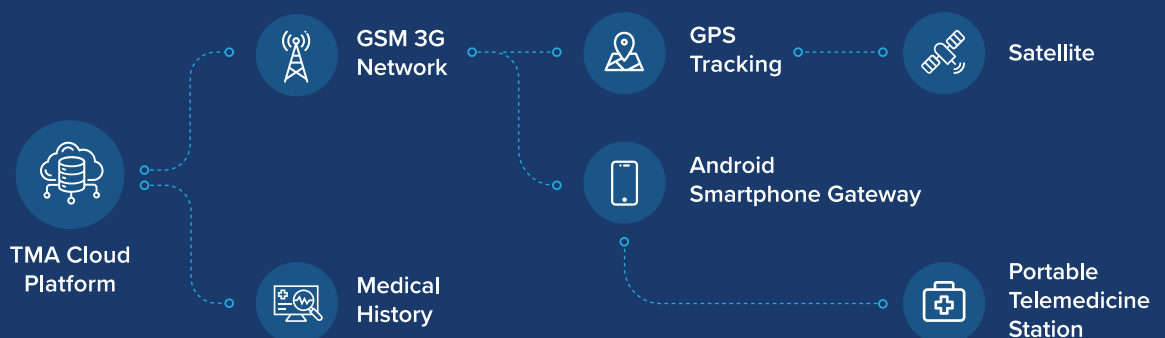 GSM 3G
Network
GPS
Tracking
Satellite
Android
Smartphone Gateway
TMA Cloud
Platform
Medical
History
Portable
Telemedicine
Station